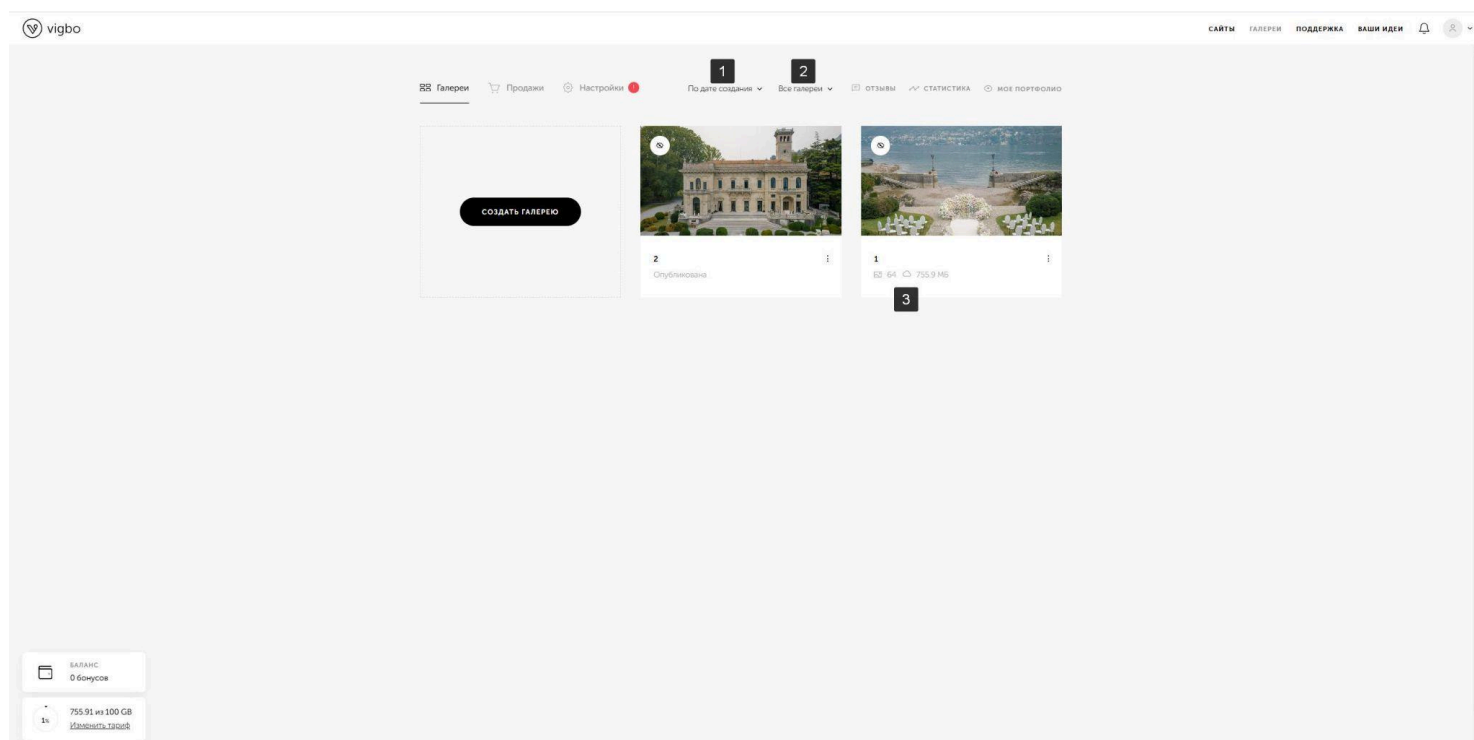 vigbo
САЙТЫ ГАЛЕРЕИ ПОДДЕРЖКА ВАШИ ИДЕИ
1 2
Галереи Продажи Настройки ! По дате создания Все галереи ОТЗЫВЫ СТАТИСТИКА МОЕ ПОРТФОЛИО
СОЗДАТЬ ГАЛЕРЕЮ
2
Опубликована
1
64 755.9 МБ
3
БАЛАНС
0 бонусов
1%
755.91 из 100 GB
Изменить тариф